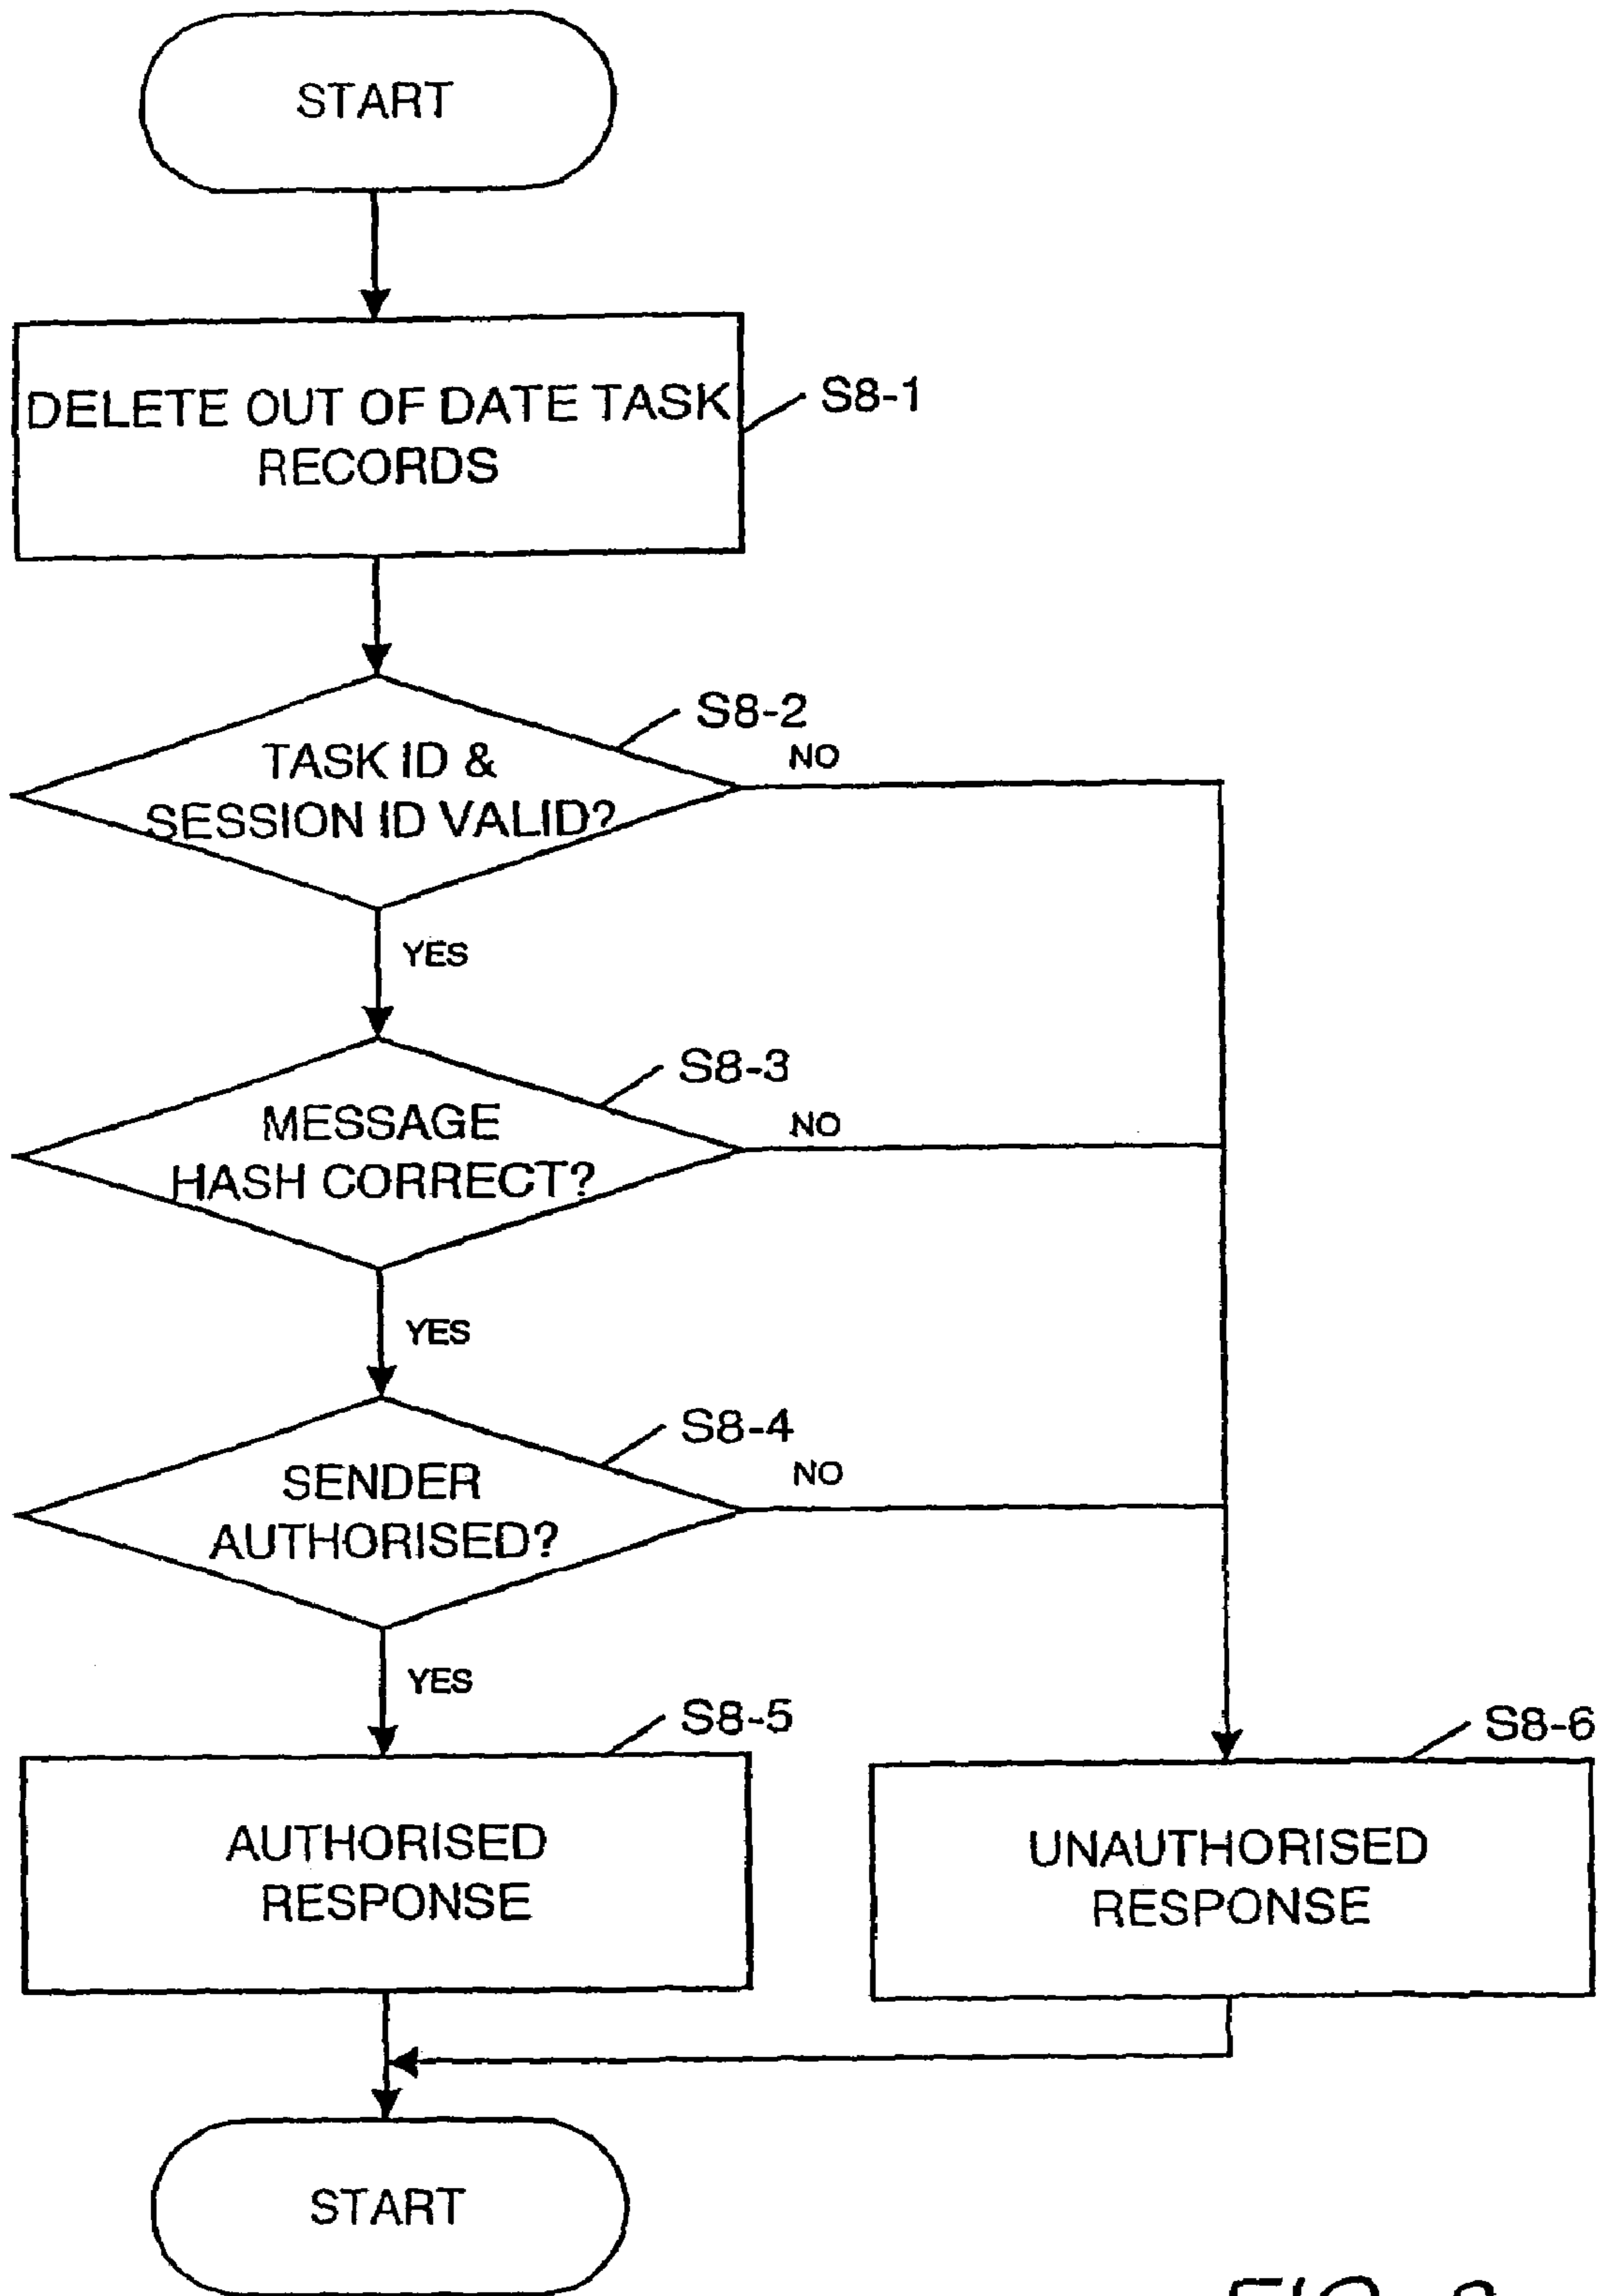 START
DELETE OUT OF DATE TASK
RECORDS
S8-1
S8-2
TASK ID &
SESSION ID VALID?
NO
YES
S8-3
MESSAGE
HASH CORRECT?
NO
YES
S8-4
SENDER
AUTHORISED?
NO
YES
S8-5
AUTHORISED
RESPONSE
S8-6
UNAUTHORISED
RESPONSE
START